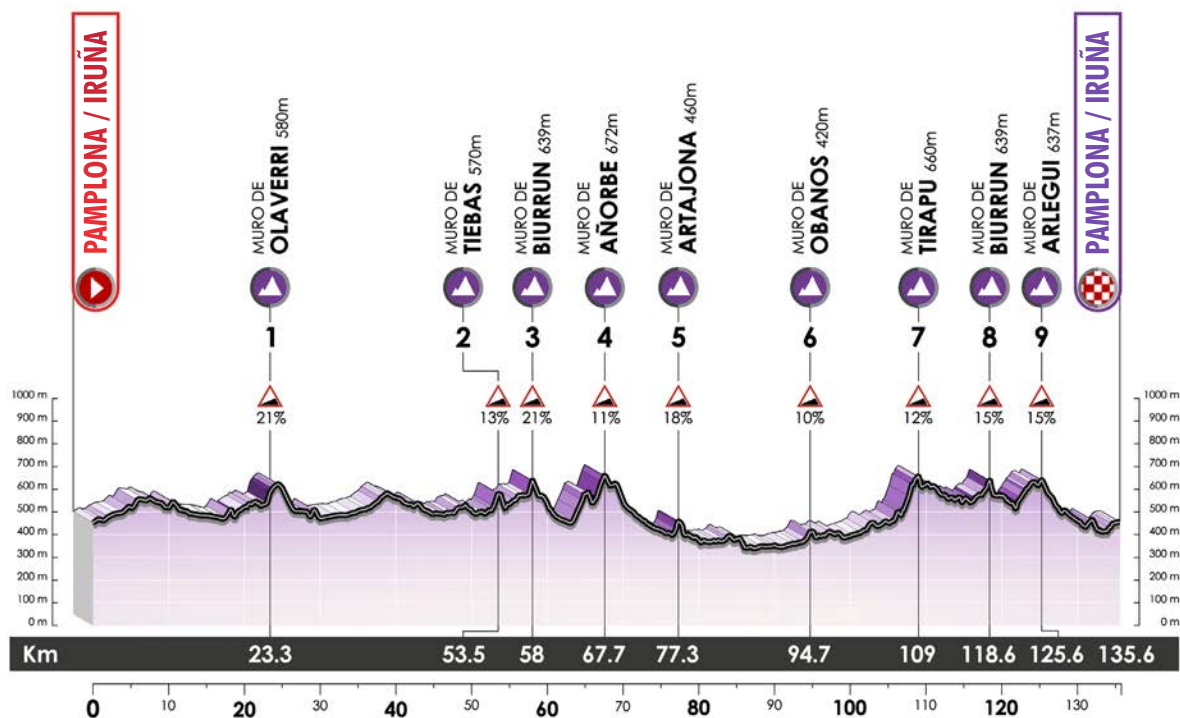 PAMPLONA / IRUÑA
MURO DE
OLAVERRI 580m
MURO DE
TIEBAS 570m
MURO DE
BIURRUN 639m
MURO DE
AÑORBE 672m
MURO DE
ARTAJONA 460m
MURO DE
OBANOS 420m
MURO DE
TIRAPU 660m
MURO DE
BIURRUN 639m
MURO DE
ARLEGUI 637m
PAMPLONA / IRUÑA
1 2 3 4 5 6 7 8 9
21% 13% 21% 11% 18% 10% 12% 15% 15%
1000 m 1000 m
900 m 900 m
800 m 800 m
700 m 700 m
600 m 600 m
500 m 500 m
400 m 400 m
300 m 300 m
200 m 200 m
100 m 100 m
0 m 0 m
Km 23.3 53.5 58 67.7 77.3 94.7 109 118.6 125.6 135.6
0 10 20 30 40 50 60 70 80 90 100 110 120 130